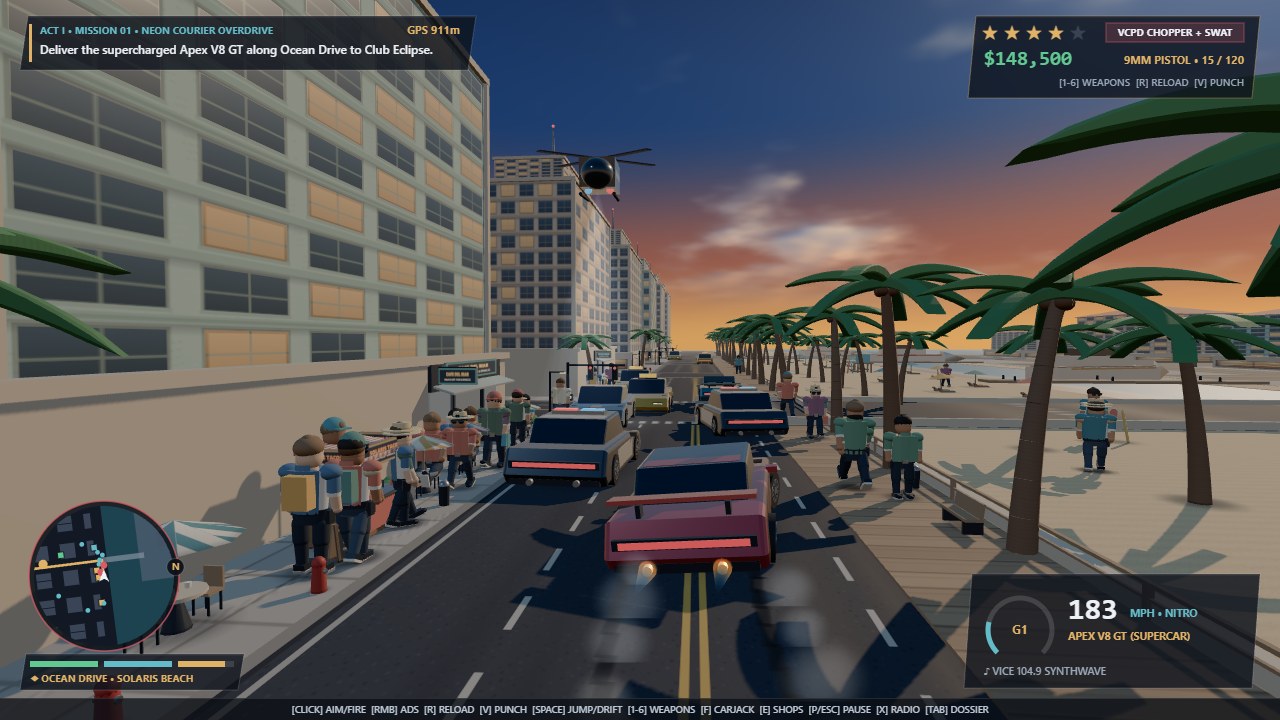 ACT I • MISSION 01 • NEON COURIER OVERDRIVE GPS 911m
Deliver the supercharged Apex V8 GT along Ocean Drive to Club Eclipse.
VCPD CHOPPER + SWAT
$148,500 9MM PISTOL • 15 / 120
[1-6] WEAPONS [R] RELOAD [V] PUNCH
N
OCEAN DRIVE • SOLARIS BEACH
G1
183 MPH • NITRO
APEX V8 GT (SUPERCAR)
♪ VICE 104.9 SYNTHWAVE
[CLICK] AIM/FIRE [RMB] ADS [R] RELOAD [V] PUNCH [SPACE] JUMP/DRIFT [1-6] WEAPONS [F] CARJACK [E] SHOPS [P/ESC] PAUSE [X] RADIO [TAB] DOSSIER